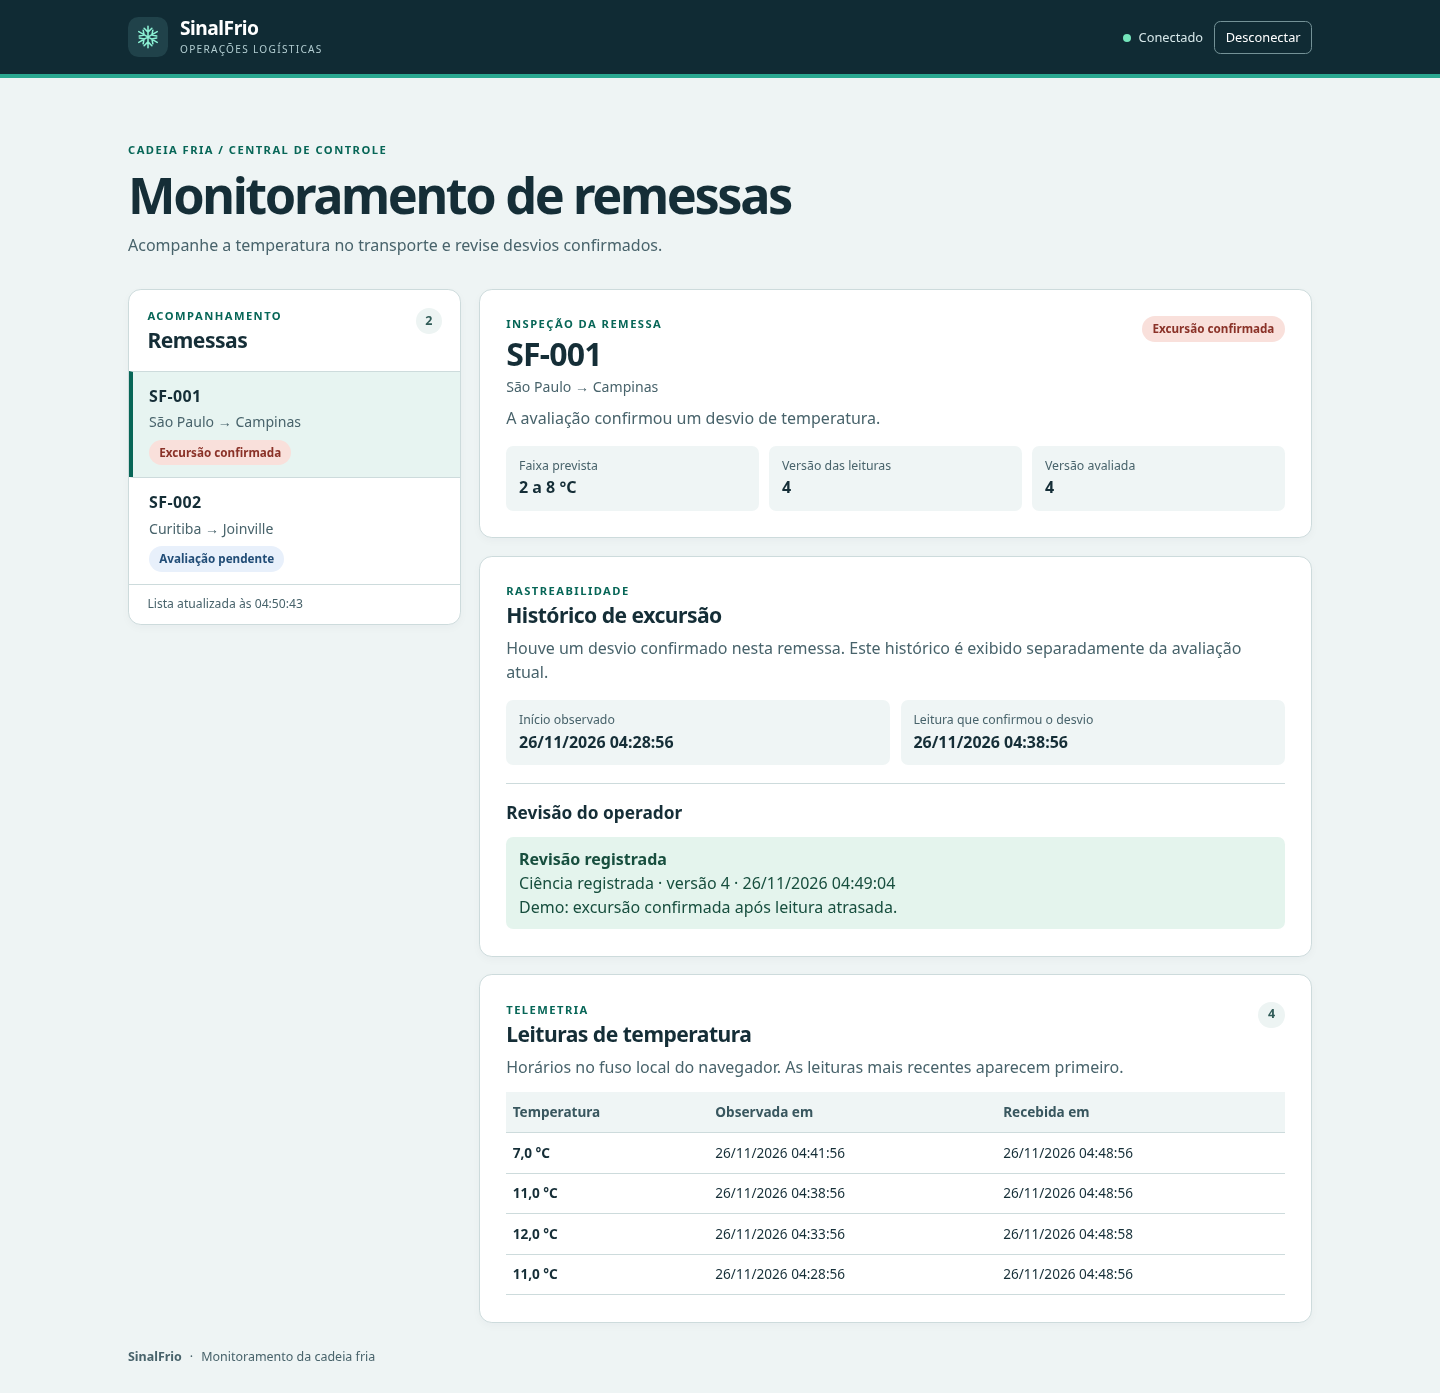 SinalFrio
OPERAÇÕES LOGÍSTICAS
Conectado
Desconectar
CADEIA FRIA / CENTRAL DE CONTROLE
Monitoramento de remessas
Acompanhe a temperatura no transporte e revise desvios confirmados.
ACOMPANHAMENTO
Remessas
2
SF-001
São Paulo → Campinas
Excursão confirmada
SF-002
Curitiba → Joinville
Avaliação pendente
Lista atualizada às 04:50:43
INSPEÇÃO DA REMESSA
SF-001
São Paulo → Campinas
Excursão confirmada
A avaliação confirmou um desvio de temperatura.
Faixa prevista
2 a 8 °C
Versão das leituras
4
Versão avaliada
4
RASTREABILIDADE
Histórico de excursão
Houve um desvio confirmado nesta remessa. Este histórico é exibido separadamente da avaliação
atual.
Início observado
26/11/2026 04:28:56
Leitura que confirmou o desvio
26/11/2026 04:38:56
Revisão do operador
Revisão registrada
Ciência registrada · versão 4 · 26/11/2026 04:49:04
Demo: excursão confirmada após leitura atrasada.
TELEMETRIA
Leituras de temperatura
4
Horários no fuso local do navegador. As leituras mais recentes aparecem primeiro.
Temperatura Observada em Recebida em
7,0 °C 26/11/2026 04:41:56 26/11/2026 04:48:56
11,0 °C 26/11/2026 04:38:56 26/11/2026 04:48:56
12,0 °C 26/11/2026 04:33:56 26/11/2026 04:48:58
11,0 °C 26/11/2026 04:28:56 26/11/2026 04:48:56
SinalFrio · Monitoramento da cadeia fria